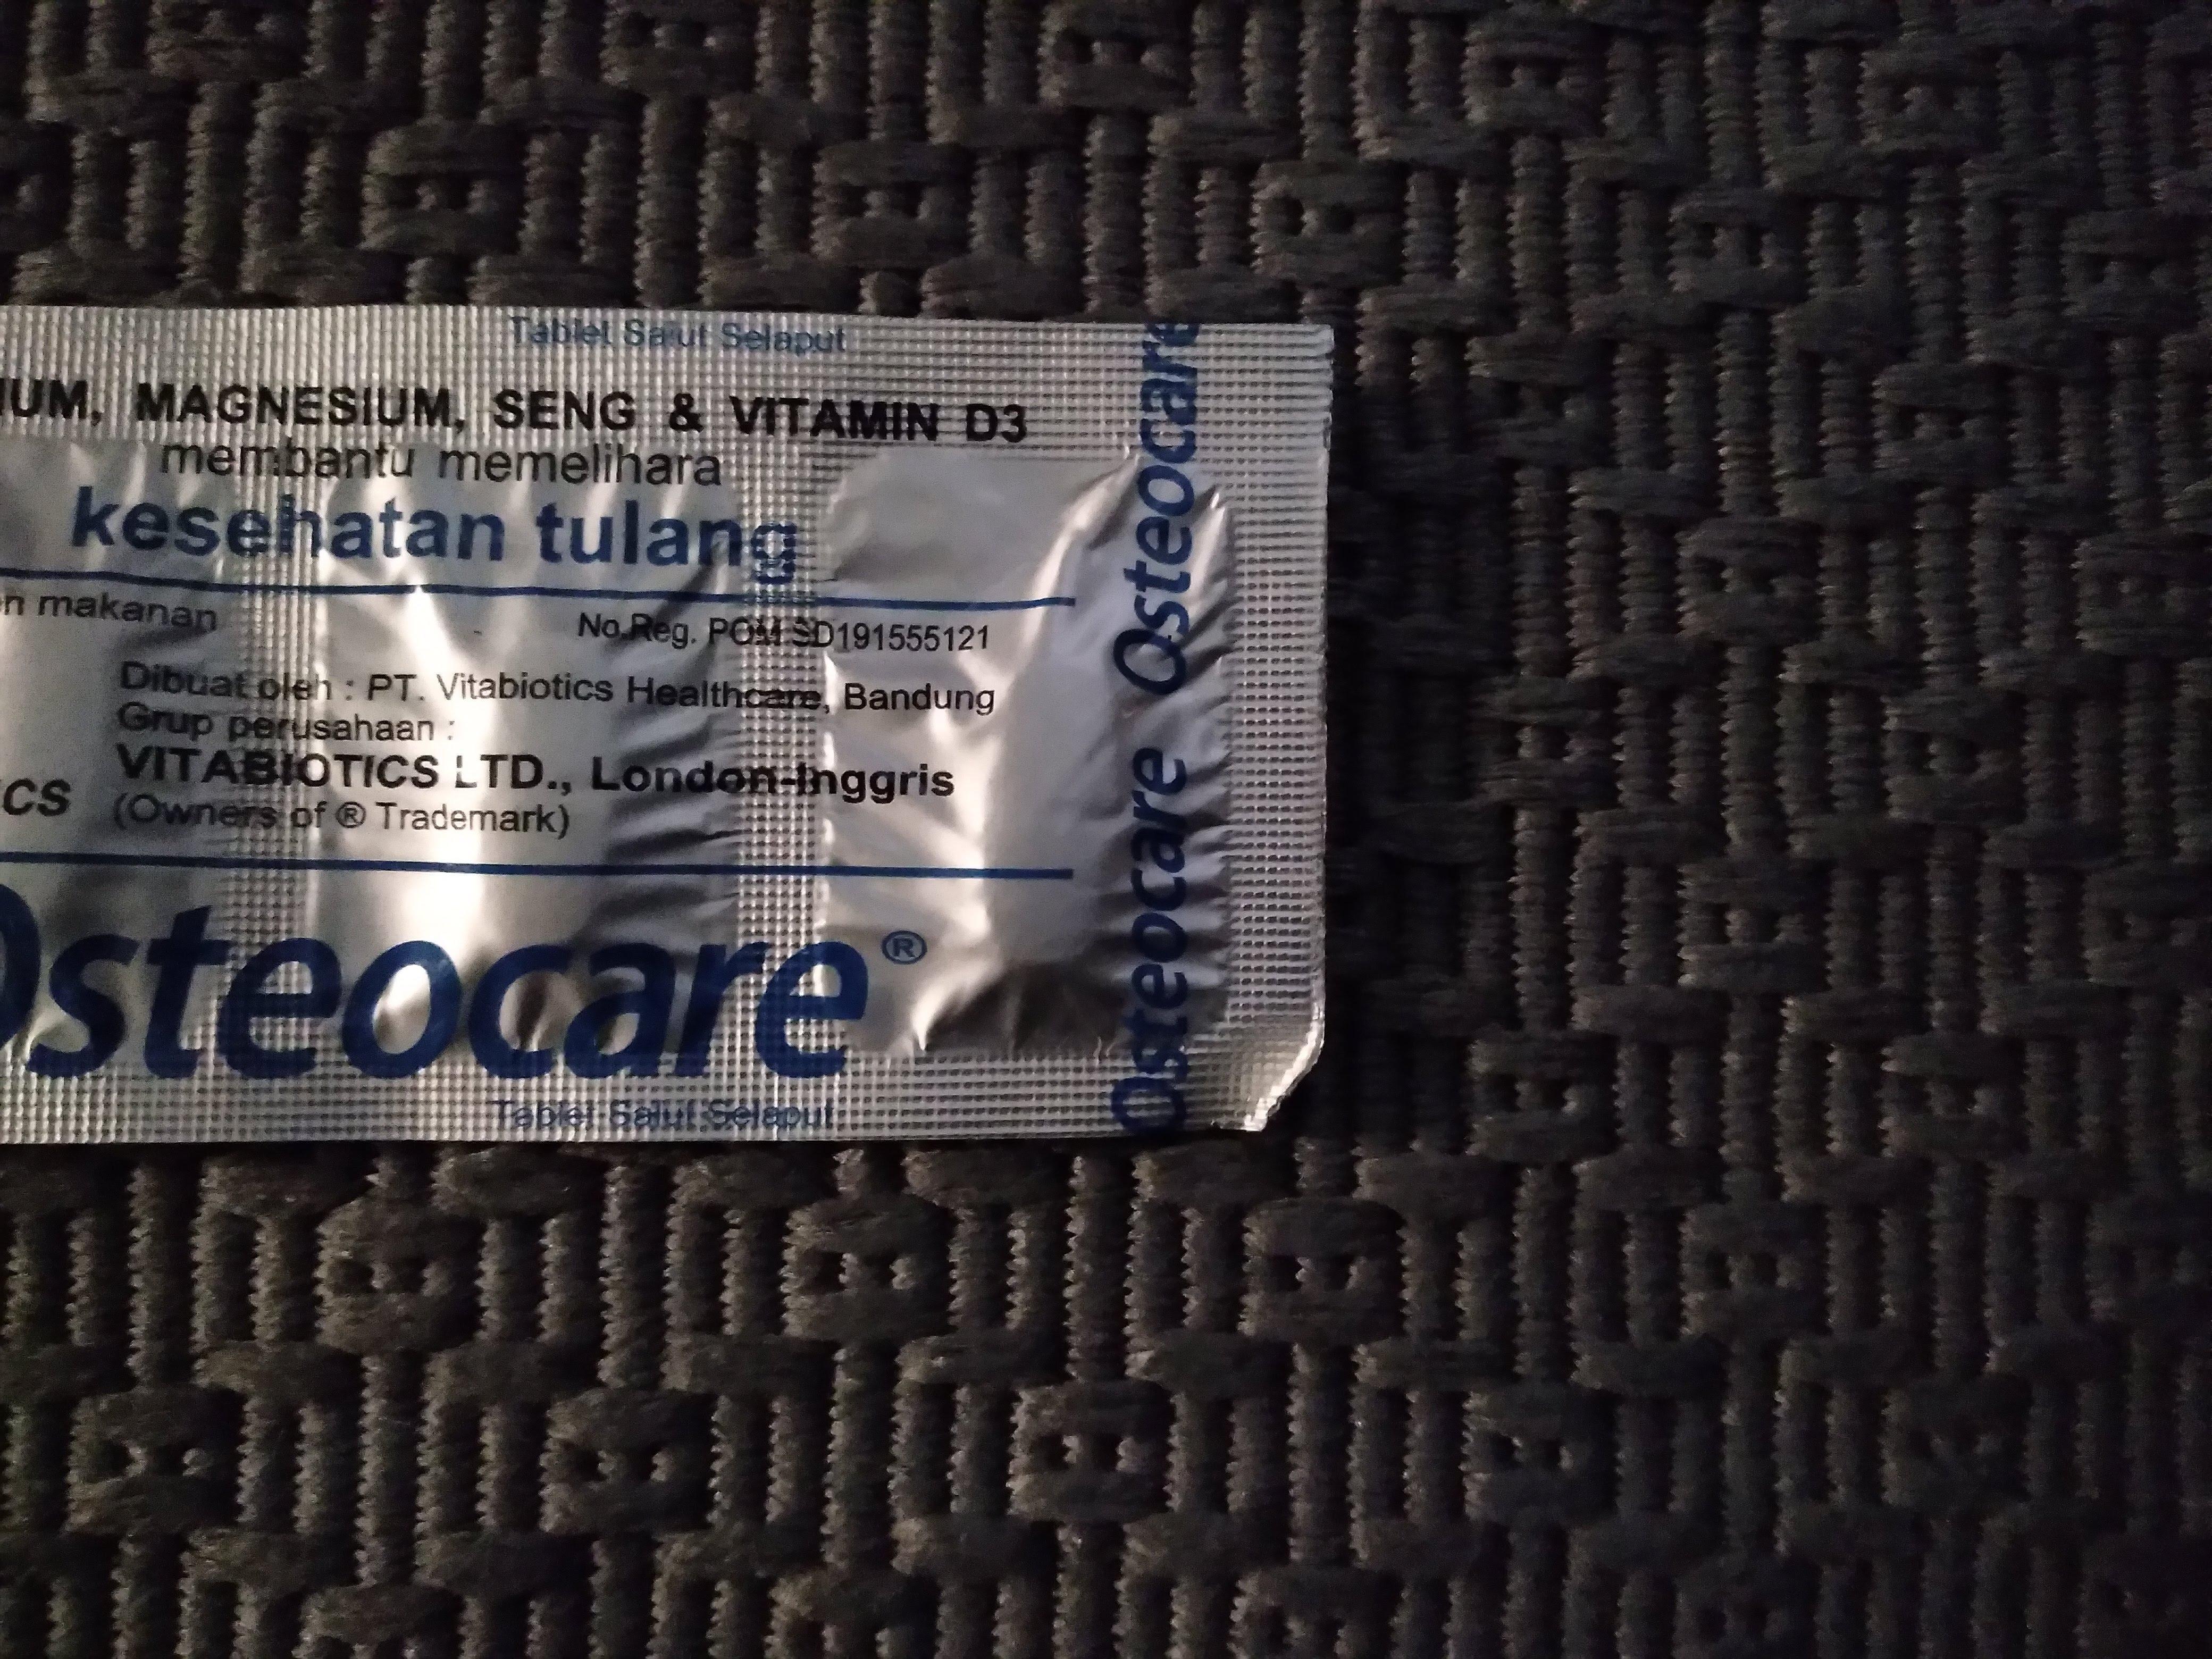 Tablet Salut Selaput
IUM, MAGNESIUM, SENG & VITAMIN D3
membantu memelihara
kesehatan tulang
n makanan
No.Reg. POM SD191555121
Dibuat oleh : PT. Vitabiotics Healthcare, Bandung
Grup perusahaan :
VITABIOTICS LTD., London-Inggris
CS
(Owners of ® Trademark)
Osteocare®
Tablet Salut Selaput
Osteocare Osteocare